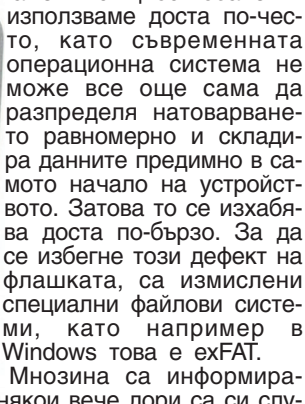 използваме доста по-чес-
то, като съвременната
операционна система не
може все още сама да
разпределя натоварване-
то равномерно и склади-
ра данните предимно в са-
мото начало на устройст-
вото. Затова то се изхабя-
ва доста по-бързо. За да
се избегне този дефект на
флашката, са измислени
специални файлови систе-
ми, като например в
Windows това е exFAT.
Мнозина са информира-
някои вече дори са си слу-